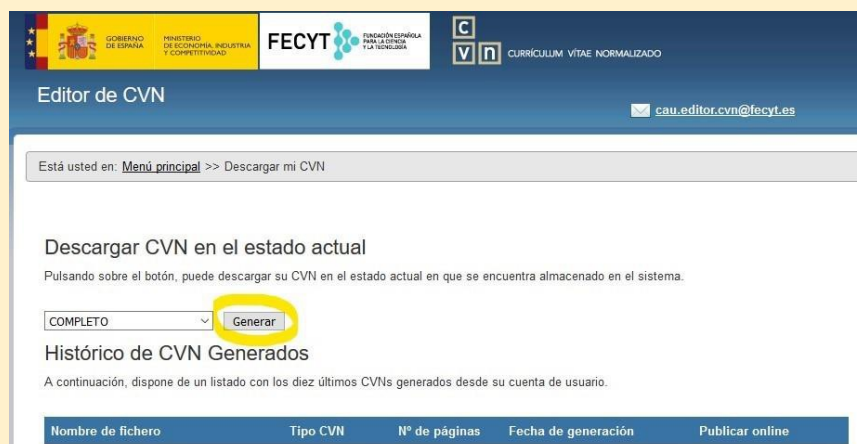 GOBIERNO DE ESPAÑA
MINISTERIO DE ECONOMÍA, INDUSTRIA Y COMPETITIVIDAD
FECYT
FUNDACIÓN ESPAÑOLA PARA LA CIENCIA Y LA TECNOLOGÍA
C
v n CURRÍCULUM VÍTAE NORMALIZADO
Editor de CVN
cau.editor.cvn@fecyt.es
Está usted en: Menú principal >> Descargar mi CVN
Descargar CVN en el estado actual
Pulsando sobre el botón, puede descargar su CVN en el estado actual en que se encuentra almacenado en el sistema.
COMPLETO Generar
Histórico de CVN Generados
A continuación, dispone de un listado con los diez últimos CVNs generados desde su cuenta de usuario.
Nombre de fichero Tipo CVN Nº de páginas Fecha de generación Publicar online